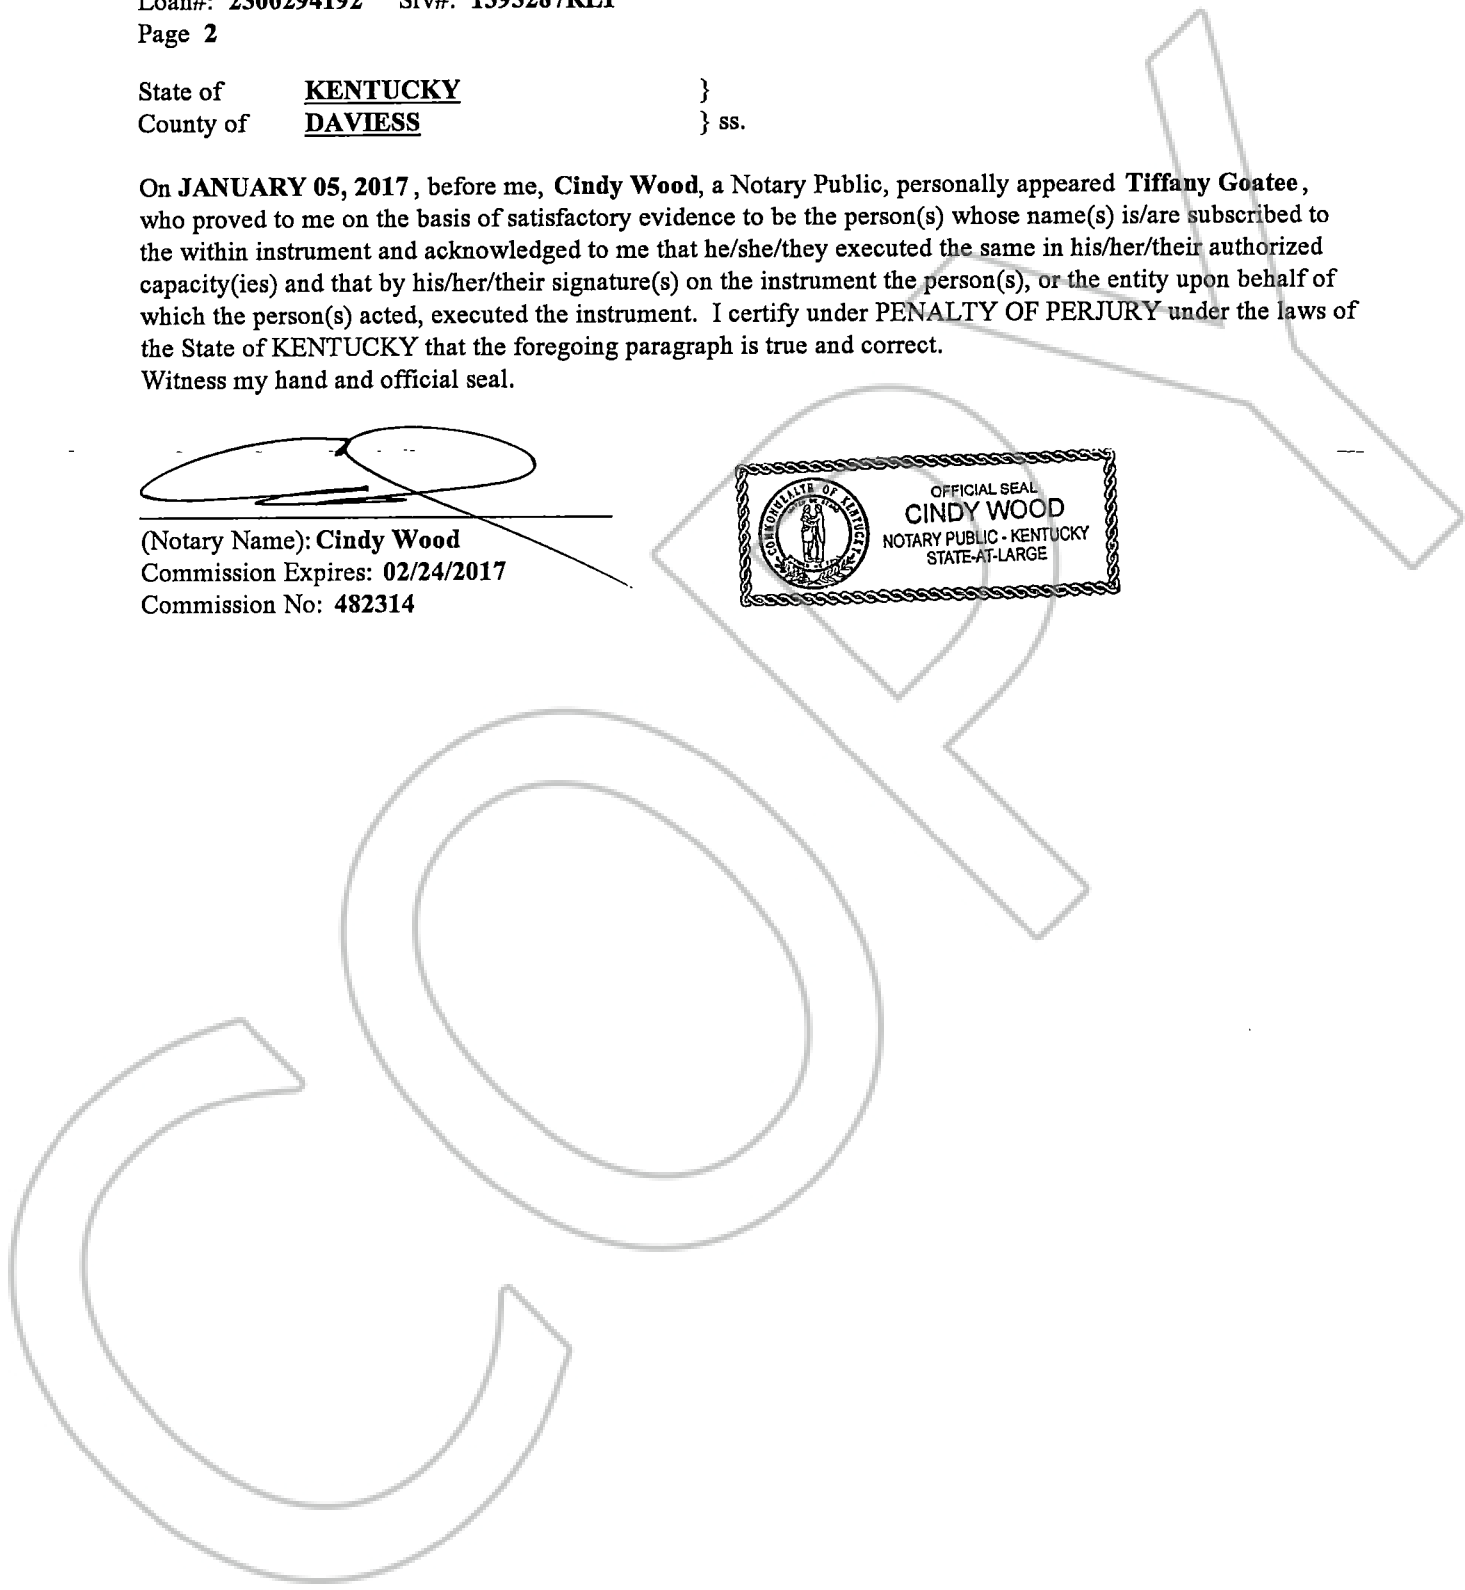 Loan#: 2300294192 Srv#: 1393287REL1
Page 2
State of KENTUCKY }
County of DAVIESS } ss.
On JANUARY 05, 2017, before me, Cindy Wood, a Notary Public, personally appeared Tiffany Goatee,
who proved to me on the basis of satisfactory evidence to be the person(s) whose name(s) is/are subscribed to
the within instrument and acknowledged to me that he/she/they executed the same in his/her/their authorized
capacity(ies) and that by his/her/their signature(s) on the instrument the person(s), or the entity upon behalf of
which the person(s) acted, executed the instrument. I certify under PENALTY OF PERJURY under the laws of
the State of KENTUCKY that the foregoing paragraph is true and correct.
Witness my hand and official seal.
(Notary Name): Cindy Wood
Commission Expires: 02/24/2017
Commission No: 482314
COMMONWEALTH OF KENTUCKY
OFFICIAL SEAL
CINDY WOOD
NOTARY PUBLIC - KENTUCKY
STATE-AT-LARGE
COPY